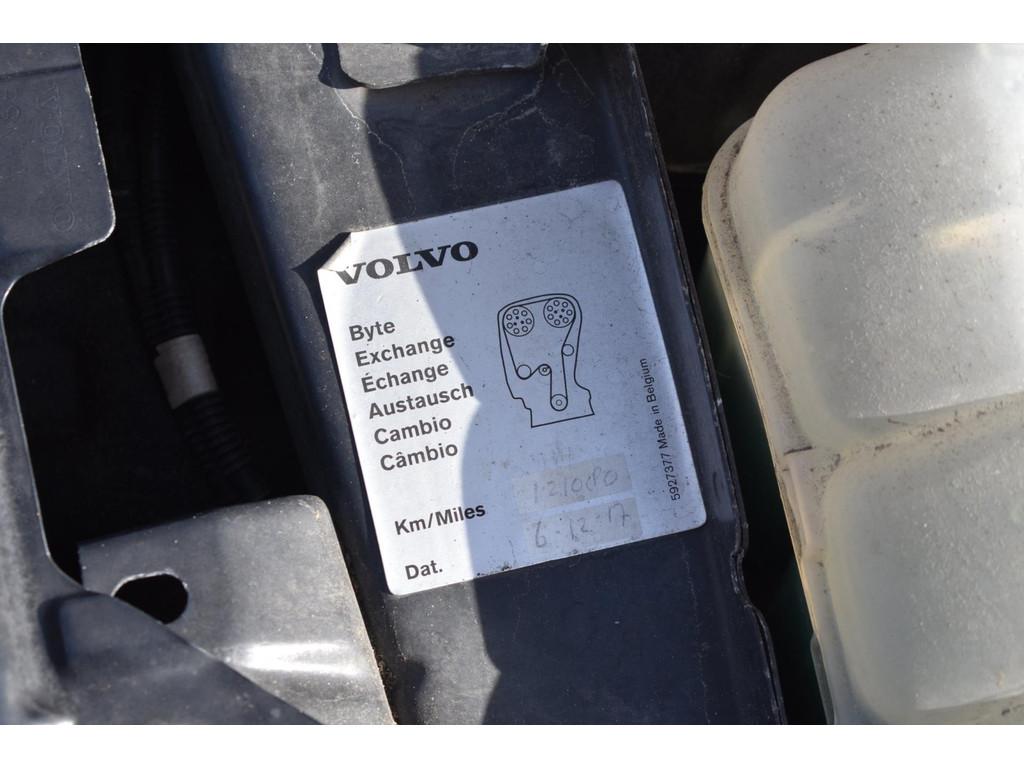 VOLVO
Byte
Exchange
Échange
Austausch
Cambio
Câmbio
Km/Miles 121080
Dat. 6-12-17
5927377 Made in Belgium